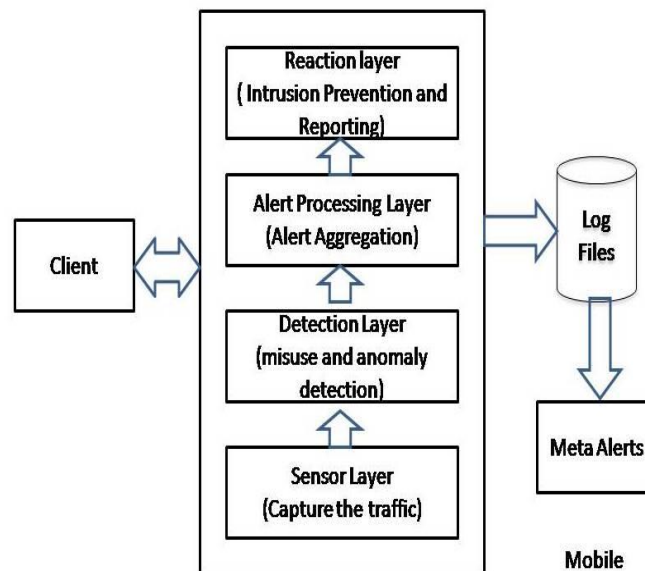 Reaction layer
( Intrusion Prevention and
Reporting)
Alert Processing Layer
(Alert Aggregation)
Client
Log
Files
Detection Layer
(misuse and anomaly
detection)
Meta Alerts
Sensor Layer
(Capture the traffic)
Mobile